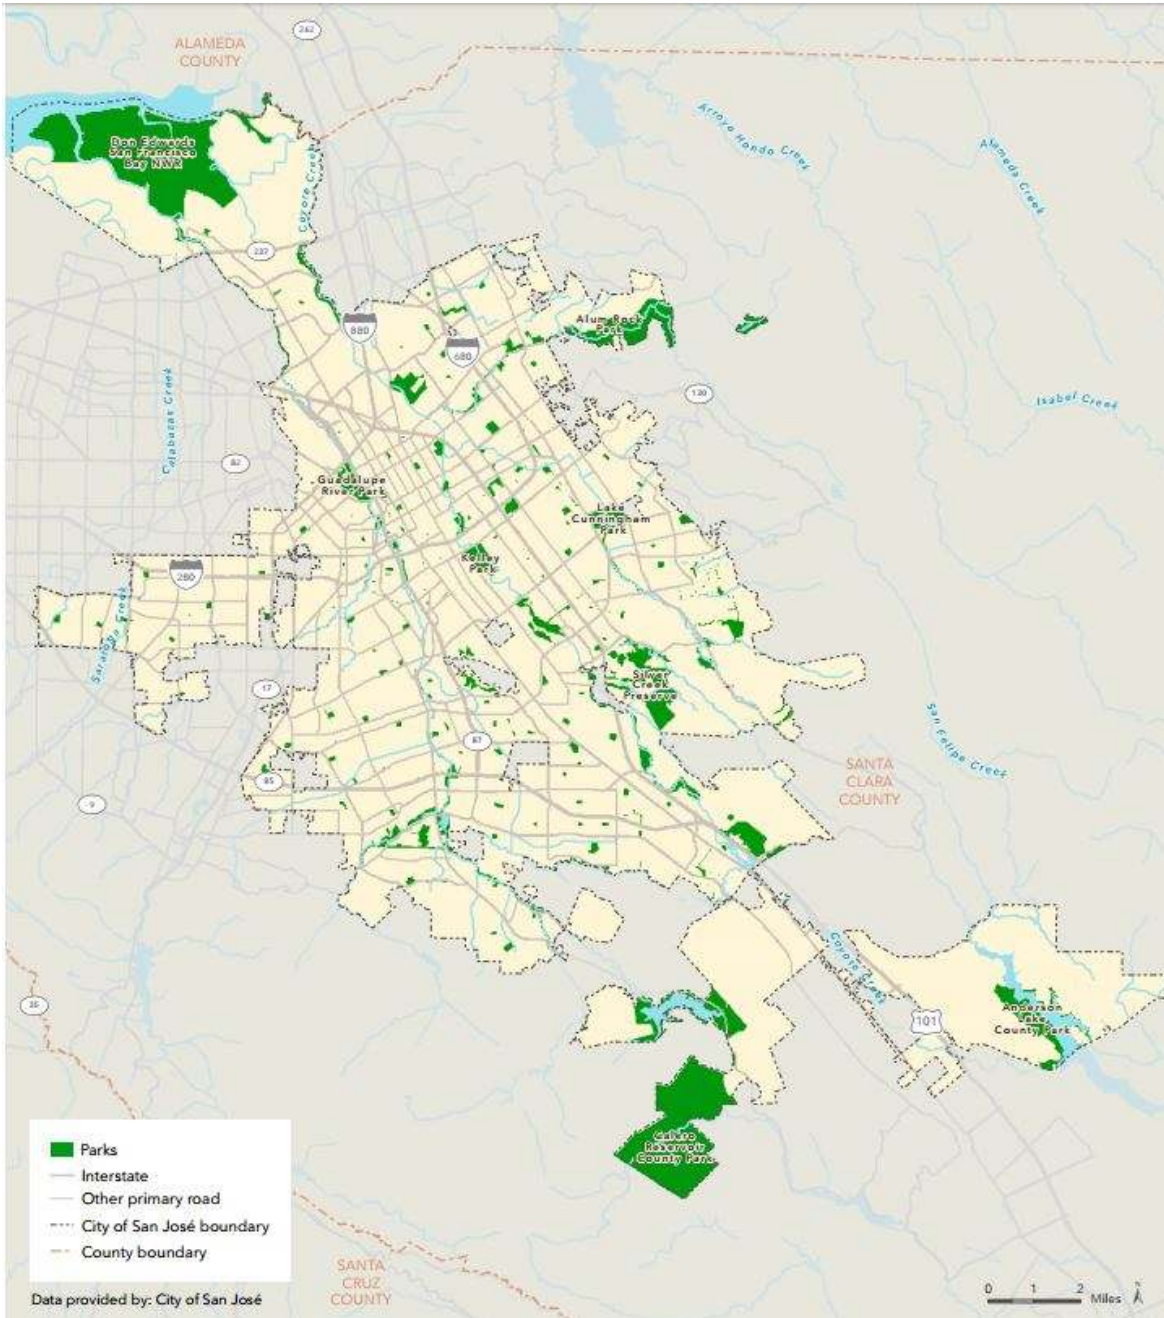 262
ALAMEDA
COUNTY
Don Edwards
San Francisco
Bay NWR
Coyote Creek
Arroyo Hondo Creek
Alameda Creek
237
880
Alum Rock
Park
680
130
Isabel Creek
Calabazas Creek
82
Guadalupe
River Park
Lake
Cunningham
Park
Kelley
Park
280
Saratoga Creek
17
Silver
Creek
Preserve
San Felipe Creek
87
85
9
SANTA
CLARA
COUNTY
Coyote Creek
35
101
Anderson
Lake
County Park
Calero
Reservoir
County Park
Parks
Interstate
Other primary road
City of San José boundary
County boundary
SANTA
CRUZ
COUNTY
Data provided by: City of San José
0 1 2
Miles
N